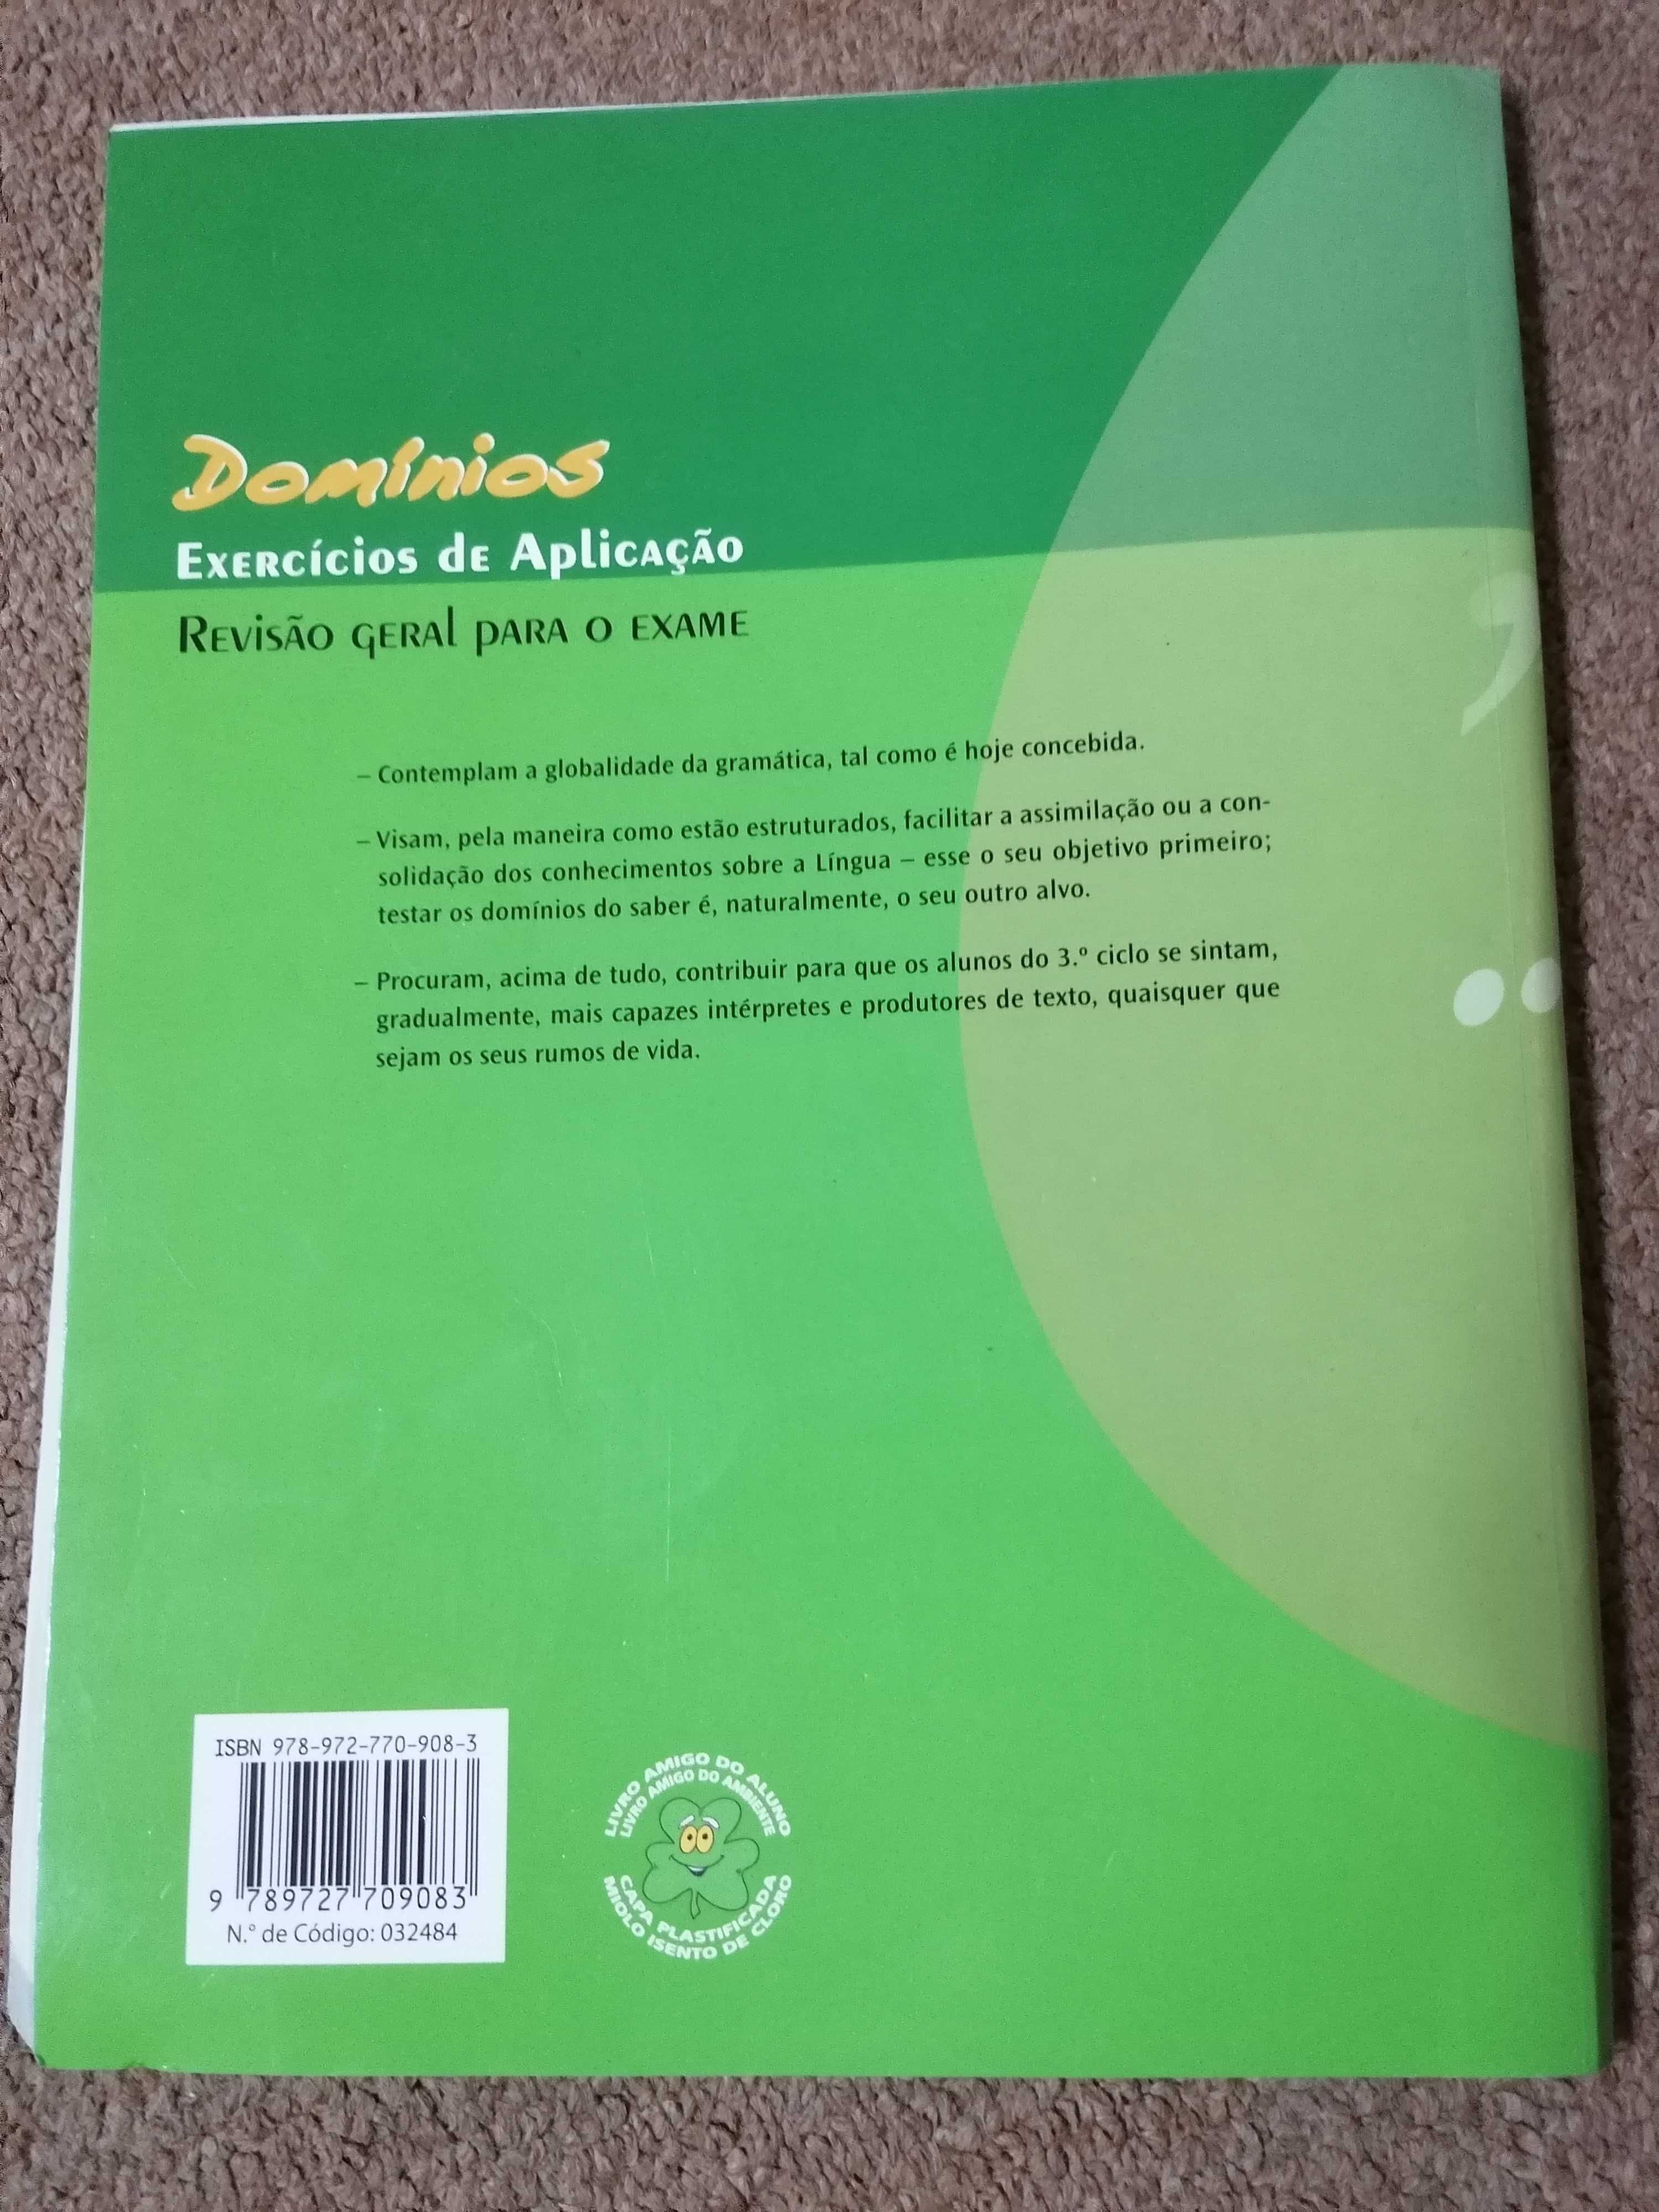 Domínios
Exercícios de Aplicação
Revisão geral para o exame
– Contemplam a globalidade da gramática, tal como é hoje concebida.
– Visam, pela maneira como estão estruturados, facilitar a assimilação ou a con-
solidação dos conhecimentos sobre a Língua – esse o seu objetivo primeiro;
testar os domínios do saber é, naturalmente, o seu outro alvo.
– Procuram, acima de tudo, contribuir para que os alunos do 3.º ciclo se sintam,
gradualmente, mais capazes intérpretes e produtores de texto, quaisquer que
sejam os seus rumos de vida.
ISBN 978-972-770-908-3
9 789727 709083
N.º de Código: 032484
LIVRO AMIGO DO ALUNO
LIVRO AMIGO DO AMBIENTE
CAPA PLASTIFICADA
MIOLO ISENTO DE CLORO